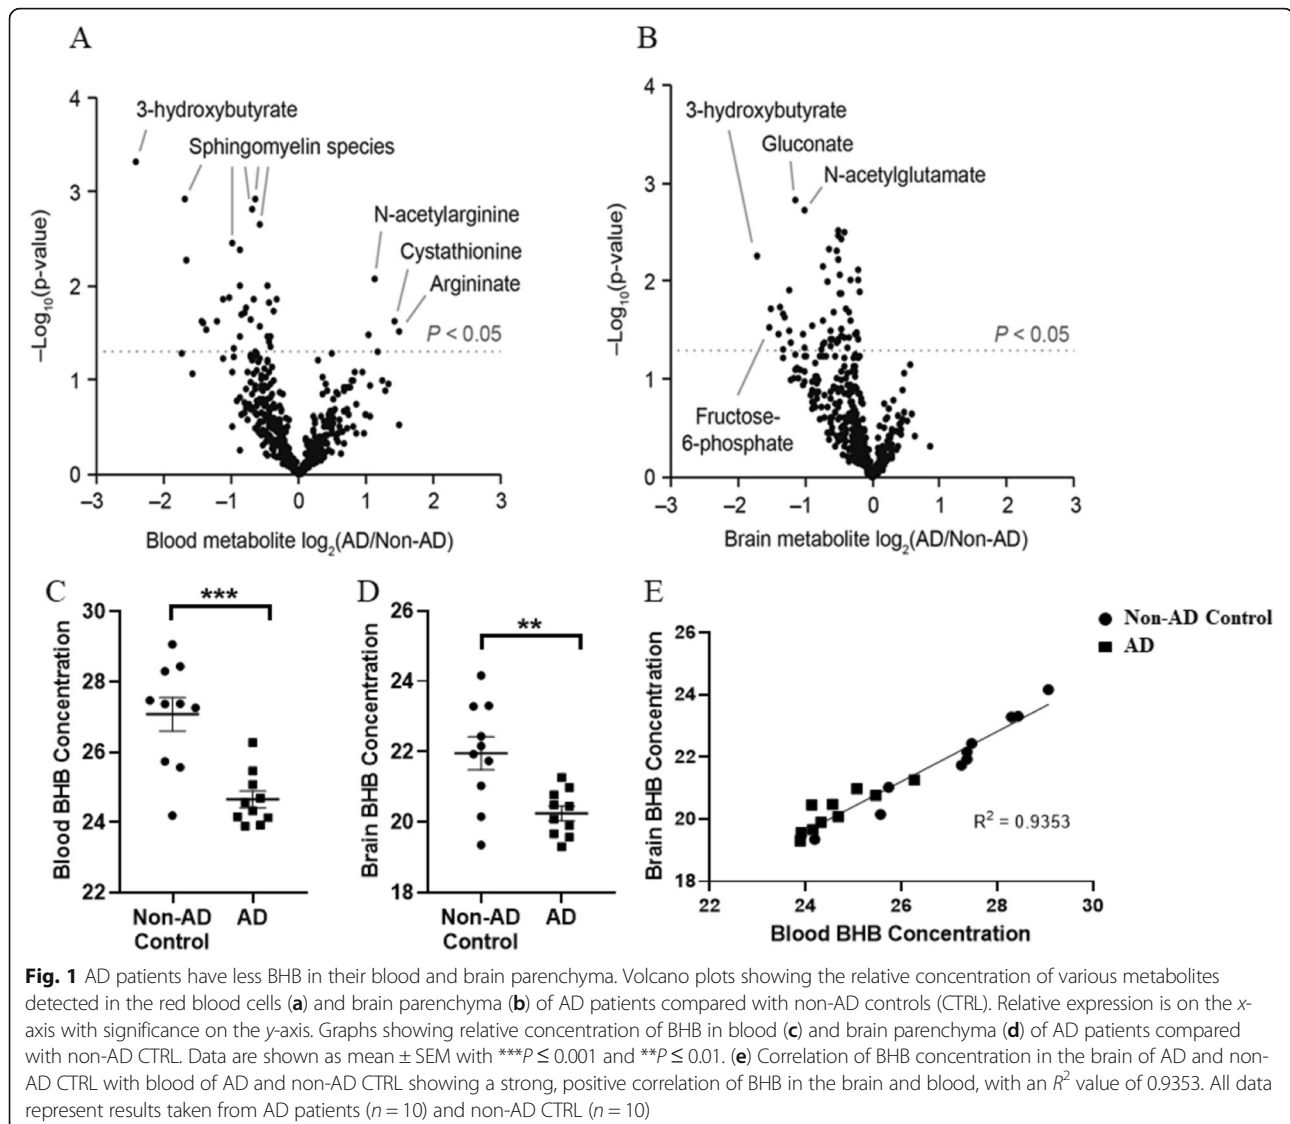 A
4
3
2
1
0
–Log10(p-value)
3-hydroxybutyrate
Sphingomyelin species
N-acetylarginine
Cystathionine
Argininate
P < 0.05
–3 –2 –1 0 1 2 3
Blood metabolite log2(AD/Non-AD)
B
4
3
2
1
0
–Log10(p-value)
3-hydroxybutyrate
Gluconate
N-acetylglutamate
P < 0.05
Fructose-
6-phosphate
–3 –2 –1 0 1 2 3
Brain metabolite log2(AD/Non-AD)
C
30
28
26
24
22
Blood BHB Concentration
***
Non-AD
Control
AD
D
26
24
22
20
18
Brain BHB Concentration
**
Non-AD
Control
AD
E
26
24
22
20
18
Brain BHB Concentration
R2 = 0.9353
22 24 26 28 30
Blood BHB Concentration
Non-AD Control
AD
Fig. 1 AD patients have less BHB in their blood and brain parenchyma. Volcano plots showing the relative concentration of various metabolites
detected in the red blood cells (a) and brain parenchyma (b) of AD patients compared with non-AD controls (CTRL). Relative expression is on the x-
axis with significance on the y-axis. Graphs showing relative concentration of BHB in blood (c) and brain parenchyma (d) of AD patients compared
with non-AD CTRL. Data are shown as mean ± SEM with ***P ≤ 0.001 and **P ≤ 0.01. (e) Correlation of BHB concentration in the brain of AD and non-
AD CTRL with blood of AD and non-AD CTRL showing a strong, positive correlation of BHB in the brain and blood, with an R2 value of 0.9353. All data
represent results taken from AD patients (n = 10) and non-AD CTRL (n = 10)